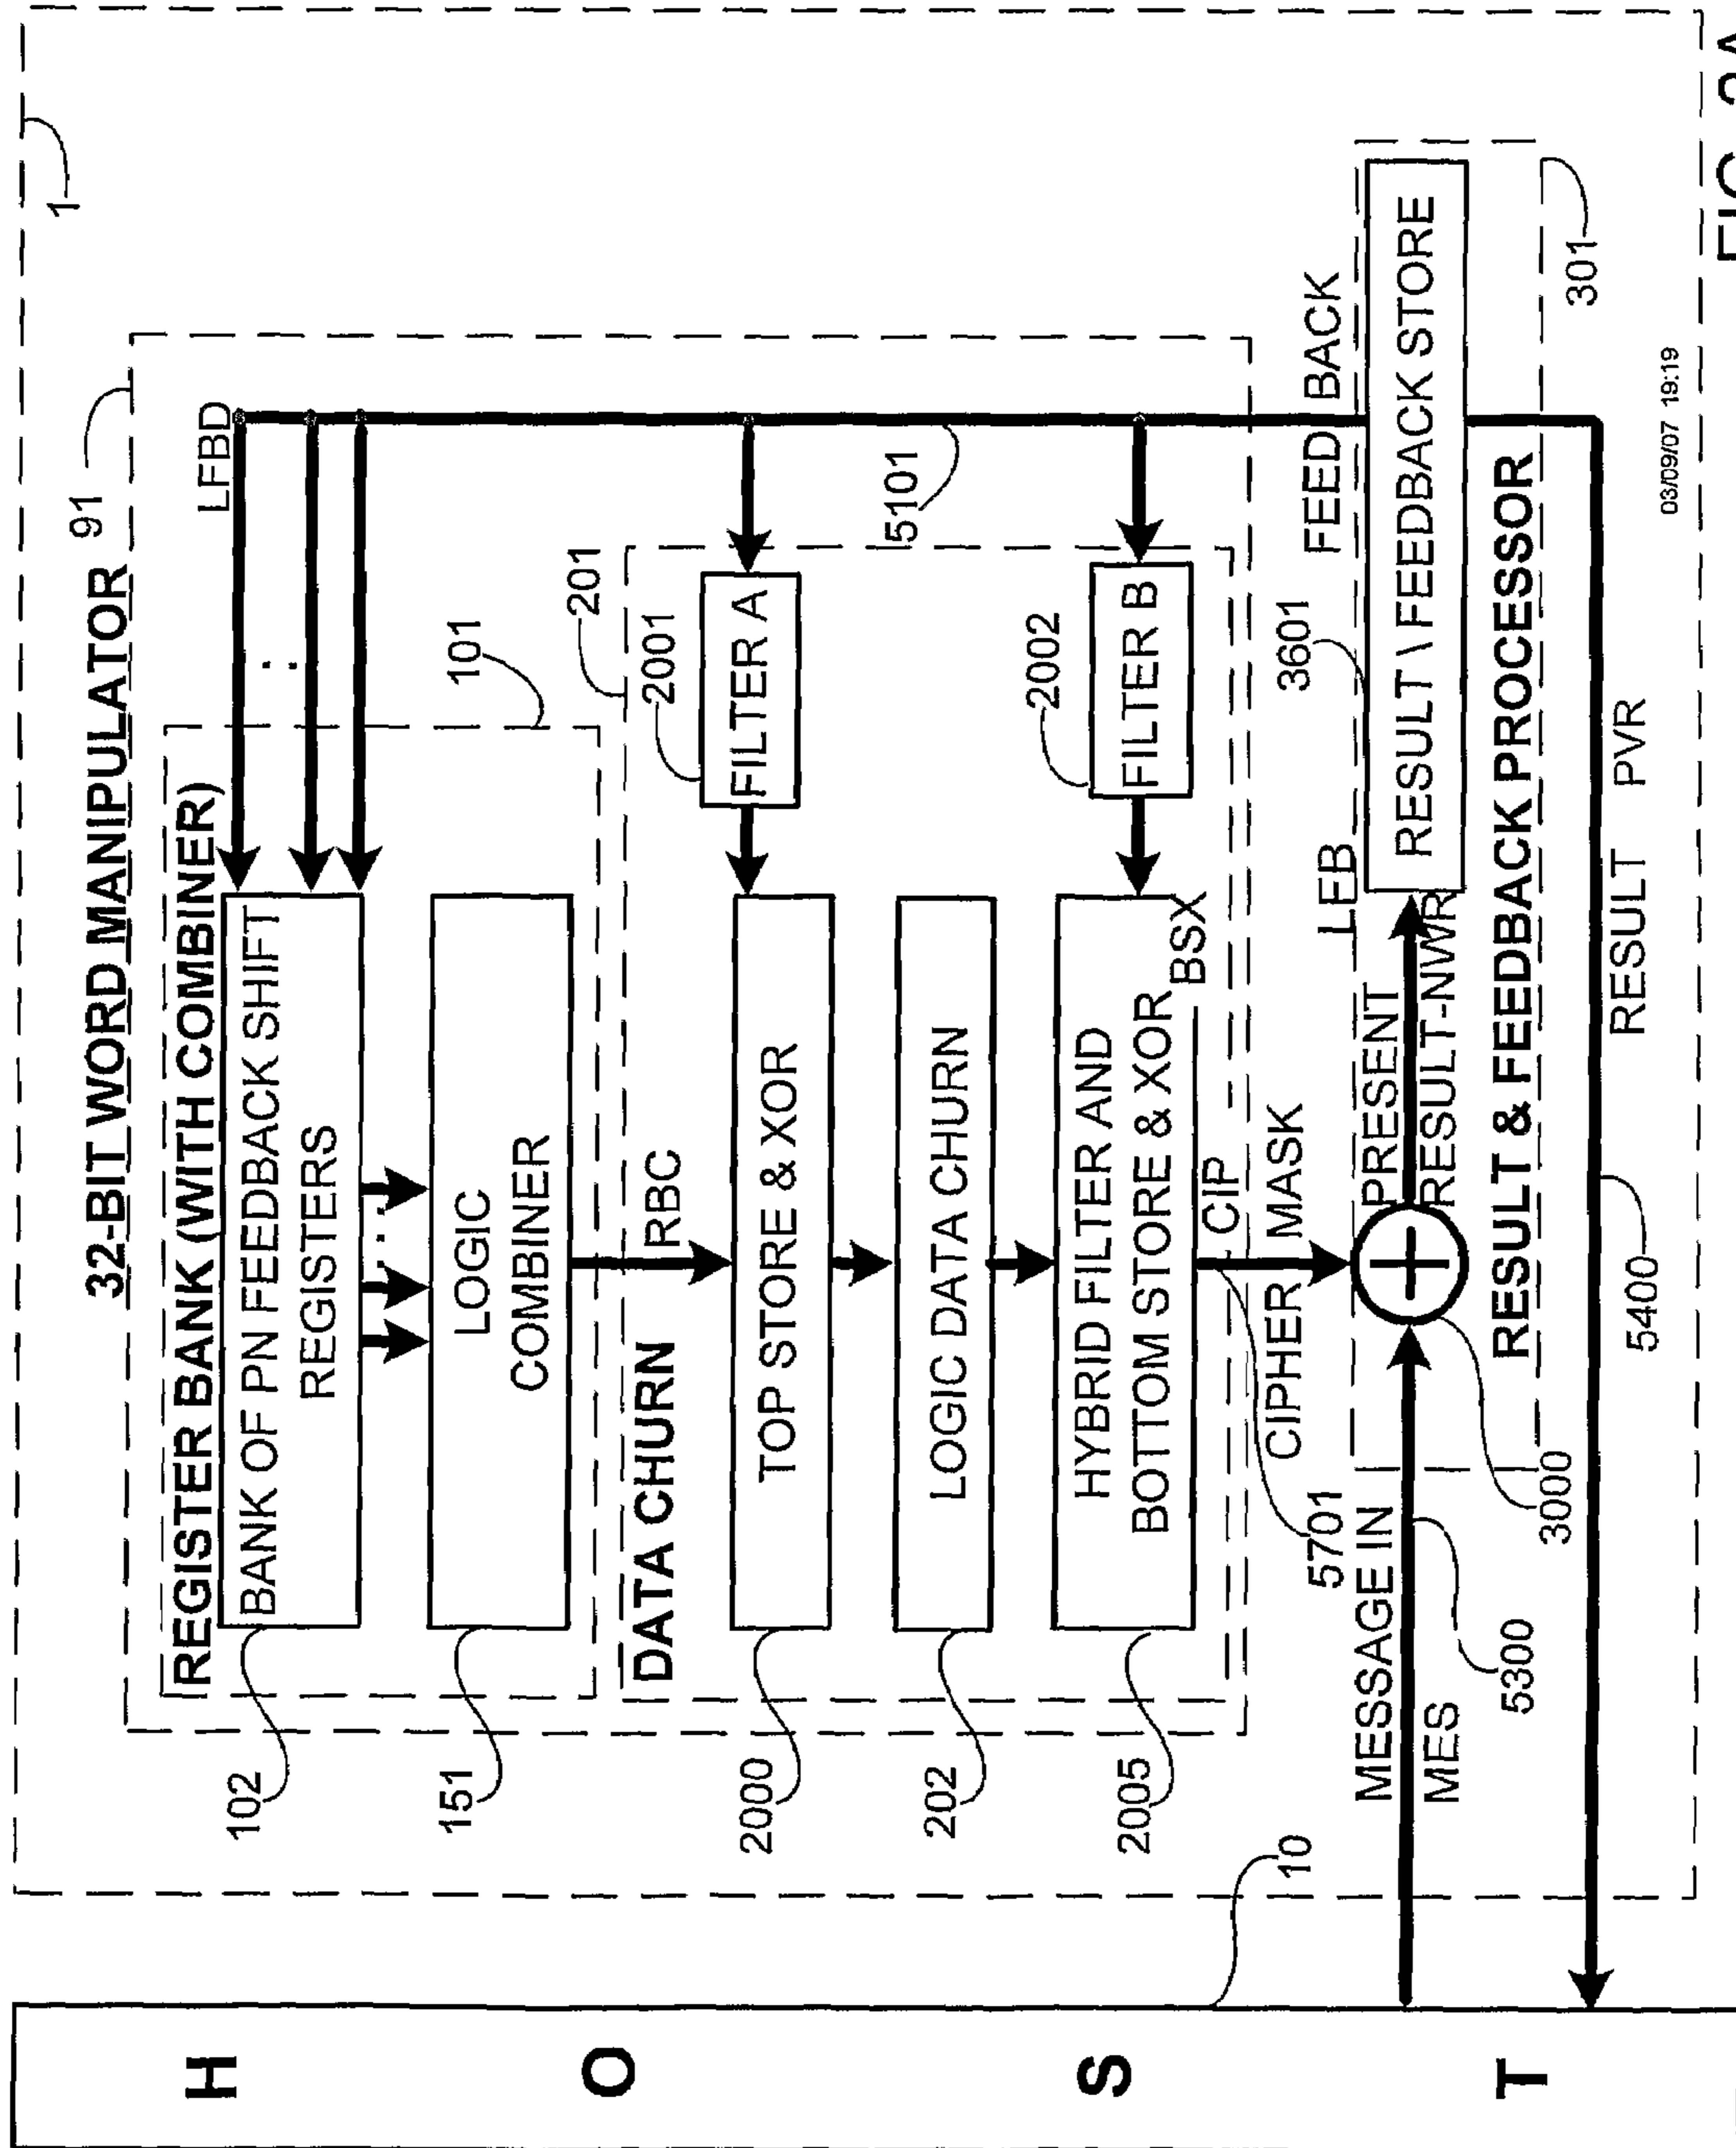 1
32-BIT WORD MANIPULATOR
91
REGISTER BANK (WITH COMBINER)
LFBD
102
BANK OF PN FEEDBACK SHIFT
REGISTERS
...
..
101
151
LOGIC
COMBINER
201
DATA CHURN
RBC
2001
FILTER A
2000
TOP STORE & XOR
5101
202
LOGIC DATA CHURN
2002
FILTER B
2005
HYBRID FILTER AND
BOTTOM STORE & XOR
BSX
CIP
10
5701
CIPHER MASK
3601
FEED BACK
LFB
MESSAGE IN
MES
PRESENT
RESULT-NWR
RESULT \ FEEDBACK STORE
5300
3000
RESULT & FEEDBACK PROCESSOR
301
5400
RESULT PVR
03/09/07 19:19
HOST